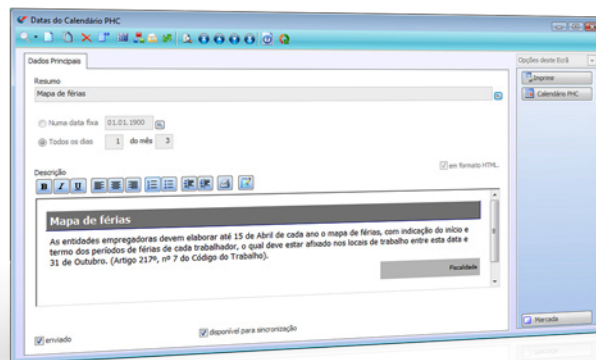 Datas do Calendário PHC
Dados Principais
Opções deste Ecrã
Resumo
Mapa de férias
Imprimir
Calendário PHC
Numa data fixa 01.01.1900
Todos os dias 1 do mês 3
em formato HTML.
Descrição
B I U
Mapa de férias
As entidades empregadoras devem elaborar até 15 de Abril de cada ano o mapa de férias, com indicação do início e
termo dos períodos de férias de cada trabalhador, o qual deve estar afixado nos locais de trabalho entre esta data e
31 de Outubro. (Artigo 217º, nº 7 do Código do Trabalho).
Fiscalidade
enviado
disponível para sincronização
Marcada